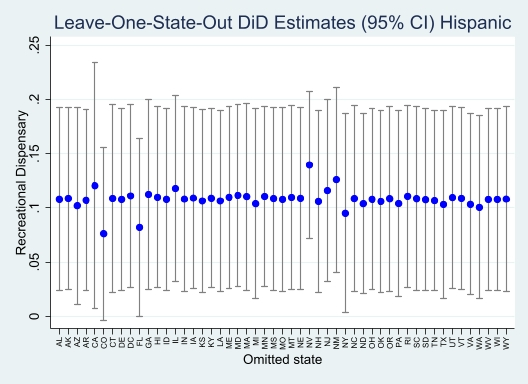 Leave-One-State-Out DiD Estimates (95% CI) Hispanic
Recreational Dispensary
.25
.2
.15
.1
.05
0
AL AK AZ AR CA CO CT DE DC FL GA HI ID IL IN IA KS KY LA ME MD MA MI MN MS MO MT NE NV NH NJ NM NY NC ND OH OK OR PA RI SC SD TN TX UT VT VA WA WV WI WY
Omitted state